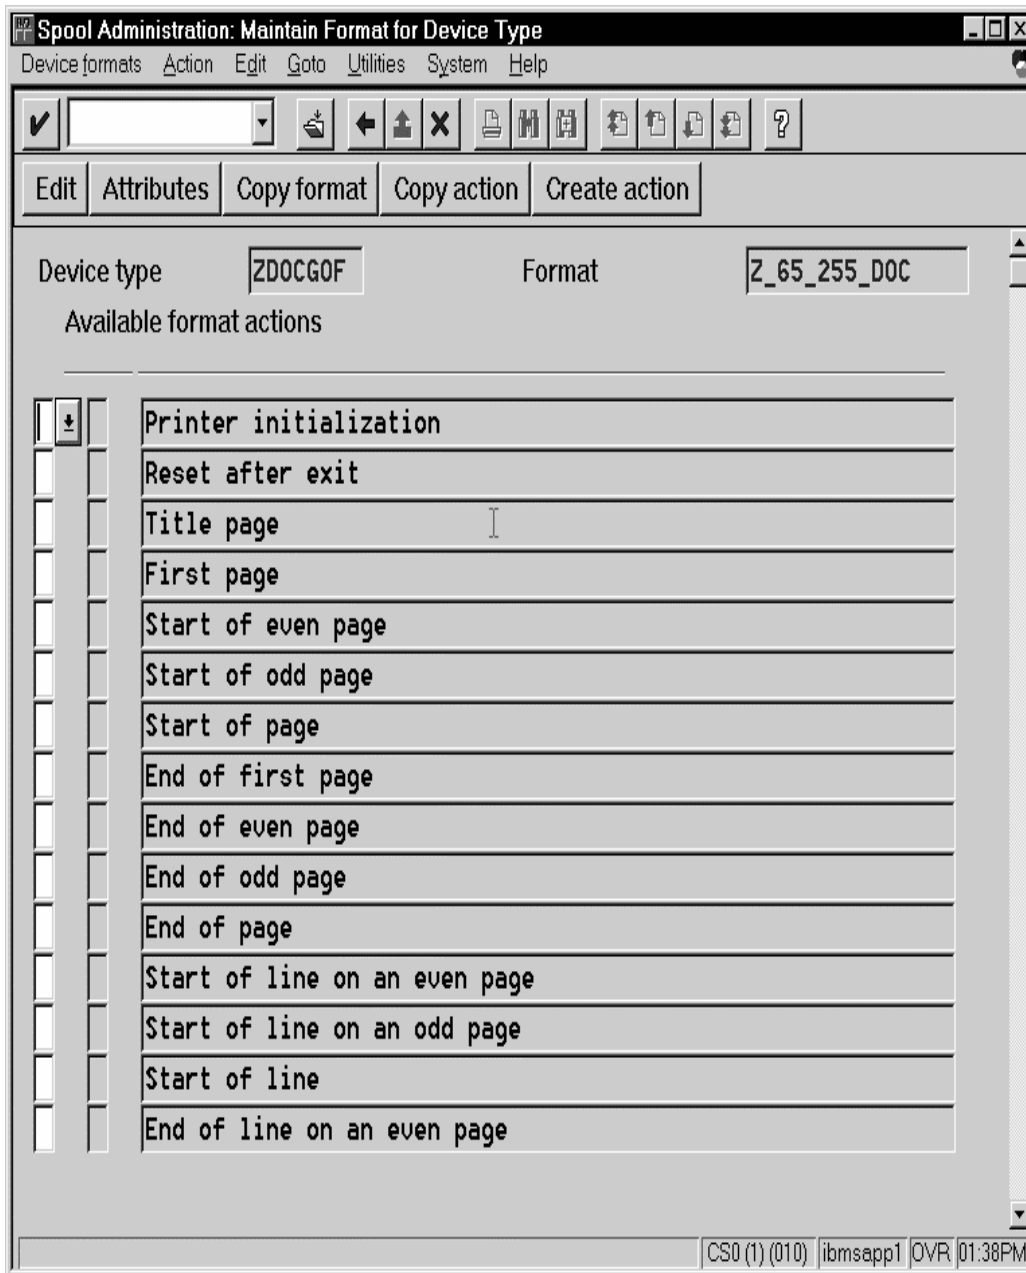 Spool Administration: Maintain Format for Device Type
Device formats Action Edit Goto Utilities System Help
Edit Attributes Copy format Copy action Create action
Device type ZDOCGOF Format Z_65_255_DOC
Available format actions
Printer initialization
Reset after exit
Title page
First page
Start of even page
Start of odd page
Start of page
End of first page
End of even page
End of odd page
End of page
Start of line on an even page
Start of line on an odd page
Start of line
End of line on an even page
CS0 (1) (010) ibmsapp1 OVR 01:38PM